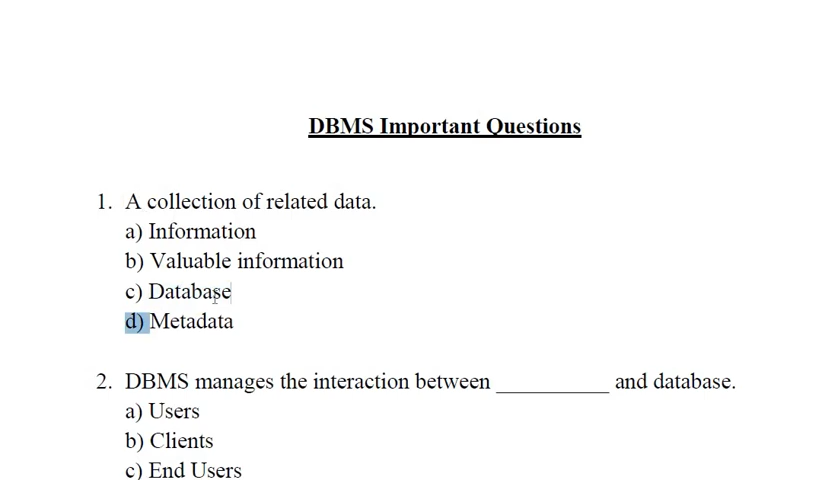 DBMS Important Questions
1. A collection of related data.
a) Information
b) Valuable information
c) Database
d) Metadata
2. DBMS manages the interaction between __________ and database.
a) Users
b) Clients
c) End Users